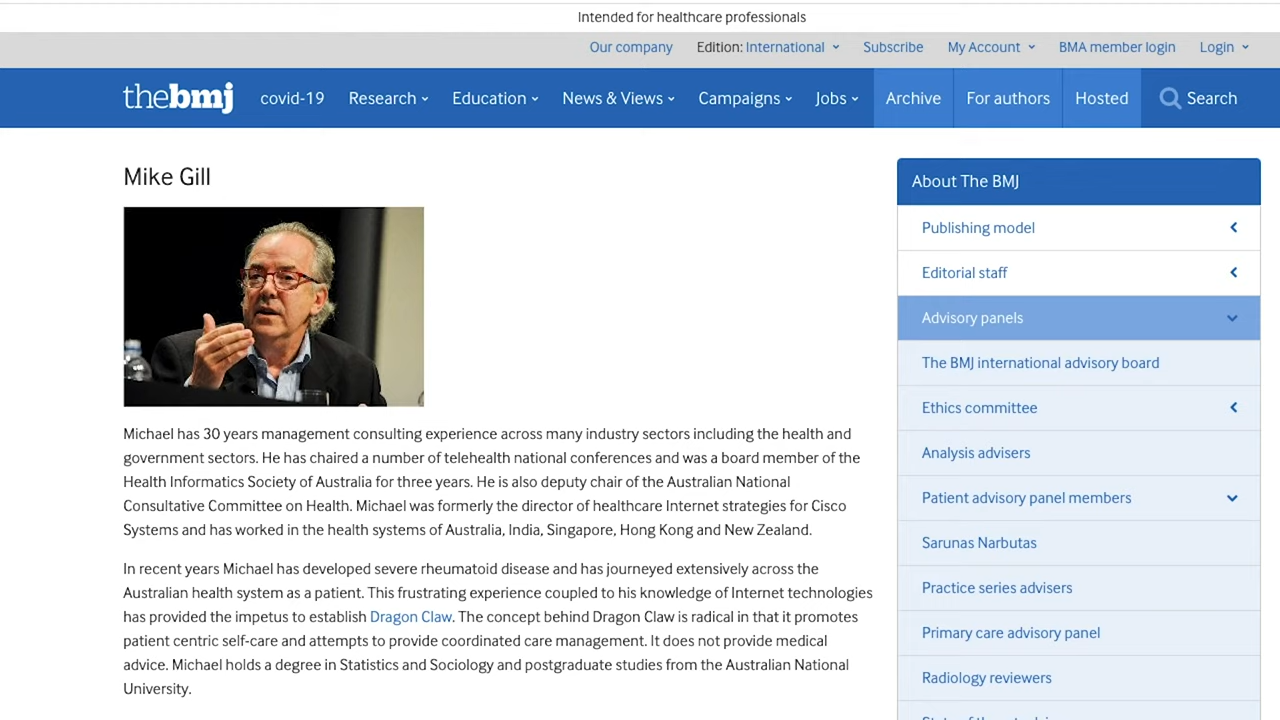 Intended for healthcare professionals
Our company Edition: International Subscribe My Account BMA member login Login
thebmj covid-19 Research Education News & Views Campaigns Jobs Archive For authors Hosted Search
Mike Gill
Michael has 30 years management consulting experience across many industry sectors including the health and
government sectors. He has chaired a number of telehealth national conferences and was a board member of the
Health Informatics Society of Australia for three years. He is also deputy chair of the Australian National
Consultative Committee on Health. Michael was formerly the director of healthcare Internet strategies for Cisco
Systems and has worked in the health systems of Australia, India, Singapore, Hong Kong and New Zealand.
In recent years Michael has developed severe rheumatoid disease and has journeyed extensively across the
Australian health system as a patient. This frustrating experience coupled to his knowledge of Internet technologies
has provided the impetus to establish Dragon Claw. The concept behind Dragon Claw is radical in that it promotes
patient centric self-care and attempts to provide coordinated care management. It does not provide medical
advice. Michael holds a degree in Statistics and Sociology and postgraduate studies from the Australian National
University.
About The BMJ
Publishing model
Editorial staff
Advisory panels
The BMJ international advisory board
Ethics committee
Analysis advisers
Patient advisory panel members
Sarunas Narbutas
Practice series advisers
Primary care advisory panel
Radiology reviewers